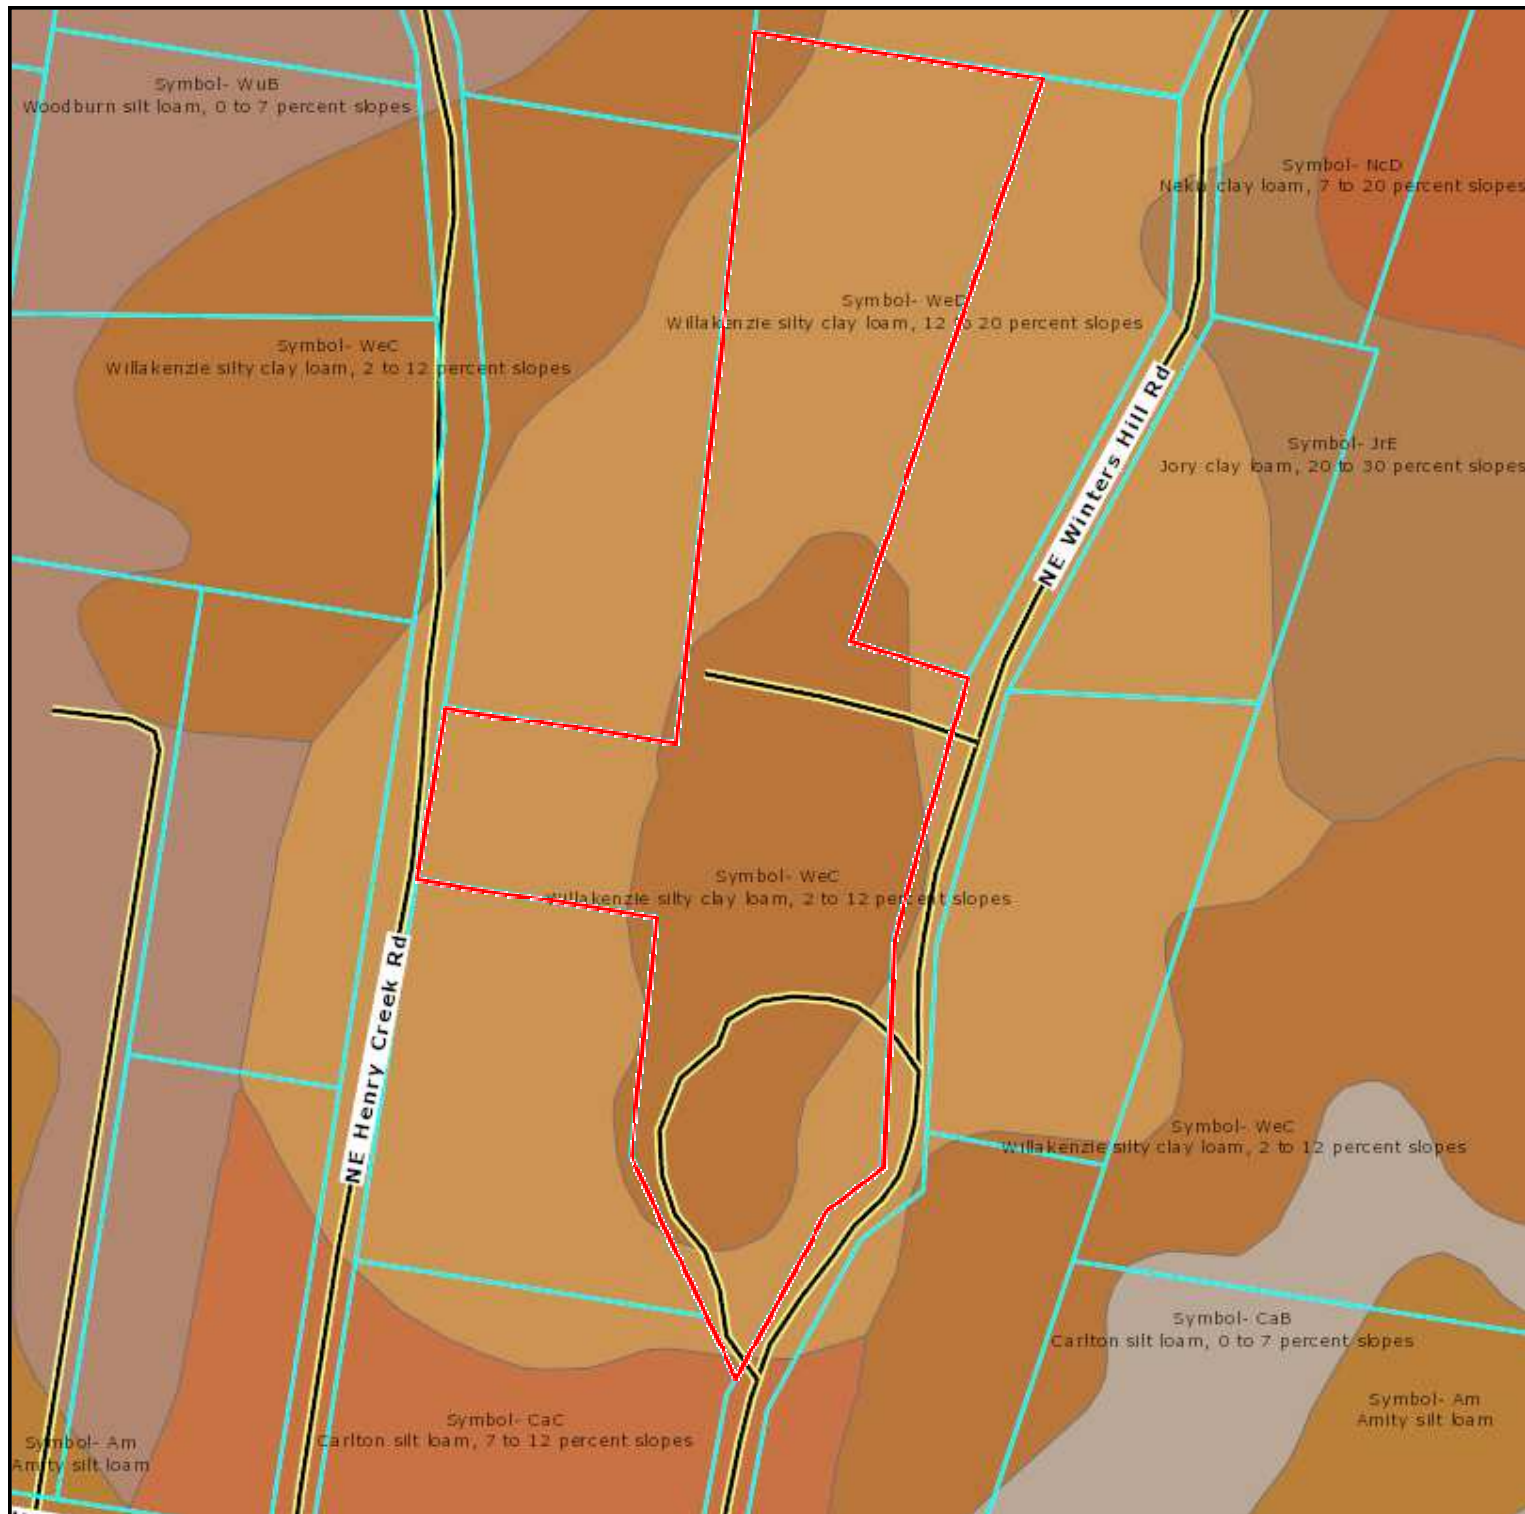 Symbol- WuB
Woodburn silt loam, 0 to 7 percent slopes
Symbol- NcD
Nekia clay loam, 7 to 20 percent slopes
Symbol- WeD
Willakenzie silty clay loam, 12 to 20 percent slopes
Symbol- WeC
Willakenzie silty clay loam, 2 to 12 percent slopes
NE Winters Hill Rd
Symbol- JrE
Jory clay loam, 20 to 30 percent slopes
Symbol- WeC
Willakenzie silty clay loam, 2 to 12 percent slopes
NE Henry Creek Rd
Symbol- WeC
Willakenzie silty clay loam, 2 to 12 percent slopes
Symbol- CaB
Carlton silt loam, 0 to 7 percent slopes
Symbol- Am
Amity silt loam
Symbol- CaC
Carlton silt loam, 7 to 12 percent slopes
Symbol- Am
Amity silt loam